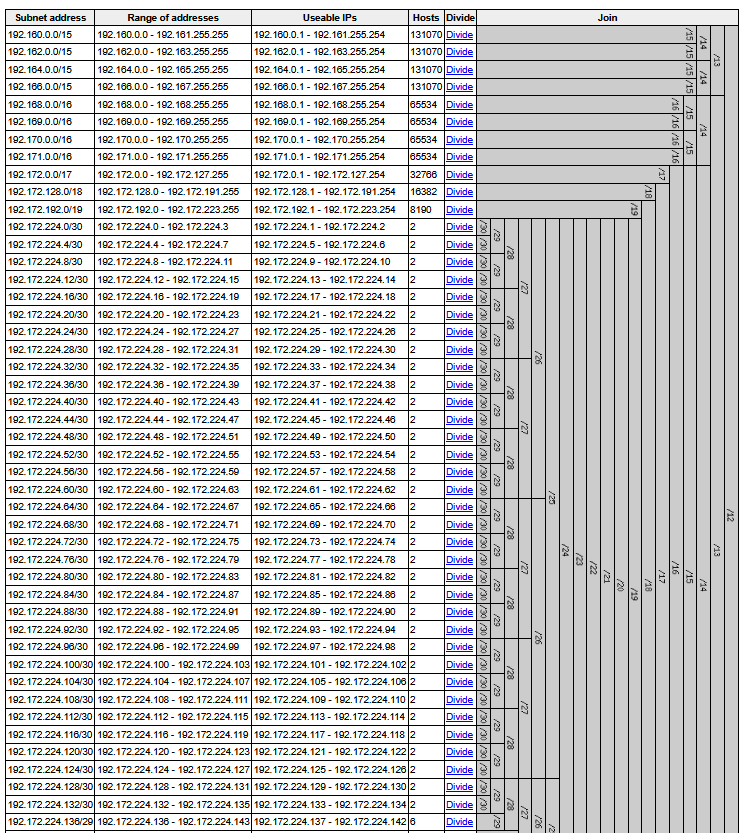 Subnet address Range of addresses Useable IPs Hosts Divide Join
192.160.0.0/15 192.160.0.0 - 192.161.255.255 192.160.0.1 - 192.161.255.254 131070 Divide /15 /14 /13 /12
192.162.0.0/15 192.162.0.0 - 192.163.255.255 192.162.0.1 - 192.163.255.254 131070 Divide /15
192.164.0.0/15 192.164.0.0 - 192.165.255.255 192.164.0.1 - 192.165.255.254 131070 Divide /15 /14
192.166.0.0/15 192.166.0.0 - 192.167.255.255 192.166.0.1 - 192.167.255.254 131070 Divide /15
192.168.0.0/16 192.168.0.0 - 192.168.255.255 192.168.0.1 - 192.168.255.254 65534 Divide /16 /15 /14 /13
192.169.0.0/16 192.169.0.0 - 192.169.255.255 192.169.0.1 - 192.169.255.254 65534 Divide /16
192.170.0.0/16 192.170.0.0 - 192.170.255.255 192.170.0.1 - 192.170.255.254 65534 Divide /16 /15
192.171.0.0/16 192.171.0.0 - 192.171.255.255 192.171.0.1 - 192.171.255.254 65534 Divide /16
192.172.0.0/17 192.172.0.0 - 192.172.127.255 192.172.0.1 - 192.172.127.254 32766 Divide /17 /16 /15 /14
192.172.128.0/18 192.172.128.0 - 192.172.191.255 192.172.128.1 - 192.172.191.254 16382 Divide /18 /17
192.172.192.0/19 192.172.192.0 - 192.172.223.255 192.172.192.1 - 192.172.223.254 8190 Divide /19 /18
192.172.224.0/30 192.172.224.0 - 192.172.224.3 192.172.224.1 - 192.172.224.2 2 Divide /30 /29 /28 /27 /26 /25 /24 /23 /22 /21 /20 /19
192.172.224.4/30 192.172.224.4 - 192.172.224.7 192.172.224.5 - 192.172.224.6 2 Divide /30
192.172.224.8/30 192.172.224.8 - 192.172.224.11 192.172.224.9 - 192.172.224.10 2 Divide /30 /29
192.172.224.12/30 192.172.224.12 - 192.172.224.15 192.172.224.13 - 192.172.224.14 2 Divide /30
192.172.224.16/30 192.172.224.16 - 192.172.224.19 192.172.224.17 - 192.172.224.18 2 Divide /30 /29 /28
192.172.224.20/30 192.172.224.20 - 192.172.224.23 192.172.224.21 - 192.172.224.22 2 Divide /30
192.172.224.24/30 192.172.224.24 - 192.172.224.27 192.172.224.25 - 192.172.224.26 2 Divide /30 /29
192.172.224.28/30 192.172.224.28 - 192.172.224.31 192.172.224.29 - 192.172.224.30 2 Divide /30
192.172.224.32/30 192.172.224.32 - 192.172.224.35 192.172.224.33 - 192.172.224.34 2 Divide /30 /29 /28 /27
192.172.224.36/30 192.172.224.36 - 192.172.224.39 192.172.224.37 - 192.172.224.38 2 Divide /30
192.172.224.40/30 192.172.224.40 - 192.172.224.43 192.172.224.41 - 192.172.224.42 2 Divide /30 /29
192.172.224.44/30 192.172.224.44 - 192.172.224.47 192.172.224.45 - 192.172.224.46 2 Divide /30
192.172.224.48/30 192.172.224.48 - 192.172.224.51 192.172.224.49 - 192.172.224.50 2 Divide /30 /29 /28
192.172.224.52/30 192.172.224.52 - 192.172.224.55 192.172.224.53 - 192.172.224.54 2 Divide /30
192.172.224.56/30 192.172.224.56 - 192.172.224.59 192.172.224.57 - 192.172.224.58 2 Divide /30 /29
192.172.224.60/30 192.172.224.60 - 192.172.224.63 192.172.224.61 - 192.172.224.62 2 Divide /30
192.172.224.64/30 192.172.224.64 - 192.172.224.67 192.172.224.65 - 192.172.224.66 2 Divide /30 /29 /28 /27 /26
192.172.224.68/30 192.172.224.68 - 192.172.224.71 192.172.224.69 - 192.172.224.70 2 Divide /30
192.172.224.72/30 192.172.224.72 - 192.172.224.75 192.172.224.73 - 192.172.224.74 2 Divide /30 /29
192.172.224.76/30 192.172.224.76 - 192.172.224.79 192.172.224.77 - 192.172.224.78 2 Divide /30
192.172.224.80/30 192.172.224.80 - 192.172.224.83 192.172.224.81 - 192.172.224.82 2 Divide /30 /29 /28
192.172.224.84/30 192.172.224.84 - 192.172.224.87 192.172.224.85 - 192.172.224.86 2 Divide /30
192.172.224.88/30 192.172.224.88 - 192.172.224.91 192.172.224.89 - 192.172.224.90 2 Divide /30 /29
192.172.224.92/30 192.172.224.92 - 192.172.224.95 192.172.224.93 - 192.172.224.94 2 Divide /30
192.172.224.96/30 192.172.224.96 - 192.172.224.99 192.172.224.97 - 192.172.224.98 2 Divide /30 /29 /28 /27
192.172.224.100/30 192.172.224.100 - 192.172.224.103 192.172.224.101 - 192.172.224.102 2 Divide /30
192.172.224.104/30 192.172.224.104 - 192.172.224.107 192.172.224.105 - 192.172.224.106 2 Divide /30 /29
192.172.224.108/30 192.172.224.108 - 192.172.224.111 192.172.224.109 - 192.172.224.110 2 Divide /30
192.172.224.112/30 192.172.224.112 - 192.172.224.115 192.172.224.113 - 192.172.224.114 2 Divide /30 /29 /28
192.172.224.116/30 192.172.224.116 - 192.172.224.119 192.172.224.117 - 192.172.224.118 2 Divide /30
192.172.224.120/30 192.172.224.120 - 192.172.224.123 192.172.224.121 - 192.172.224.122 2 Divide /30 /29
192.172.224.124/30 192.172.224.124 - 192.172.224.127 192.172.224.125 - 192.172.224.126 2 Divide /30
192.172.224.128/30 192.172.224.128 - 192.172.224.131 192.172.224.129 - 192.172.224.130 2 Divide /30 /29 /28 /27 /26
192.172.224.132/30 192.172.224.132 - 192.172.224.135 192.172.224.133 - 192.172.224.134 2 Divide /30
192.172.224.136/29 192.172.224.136 - 192.172.224.143 192.172.224.137 - 192.172.224.142 6 Divide /29